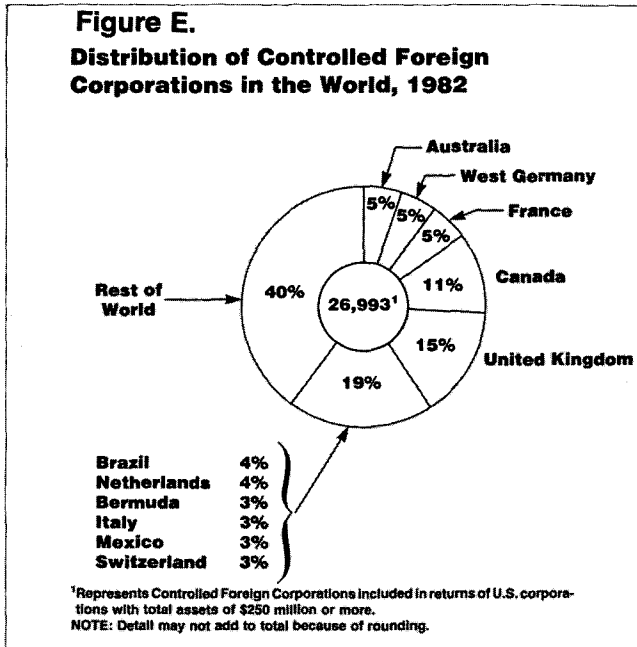 Figure E.
Distribution of Controlled Foreign
Corporations in the World, 1982
Australia
West Germany
France
Canada
United Kingdom
Rest of
World
5%
5%
5%
11%
15%
19%
40%
26,993¹
Brazil 4%
Netherlands 4%
Bermuda 3%
Italy 3%
Mexico 3%
Switzerland 3%
¹Represents Controlled Foreign Corporations included in returns of U.S. corpora-
tions with total assets of $250 million or more.
NOTE: Detail may not add to total because of rounding.